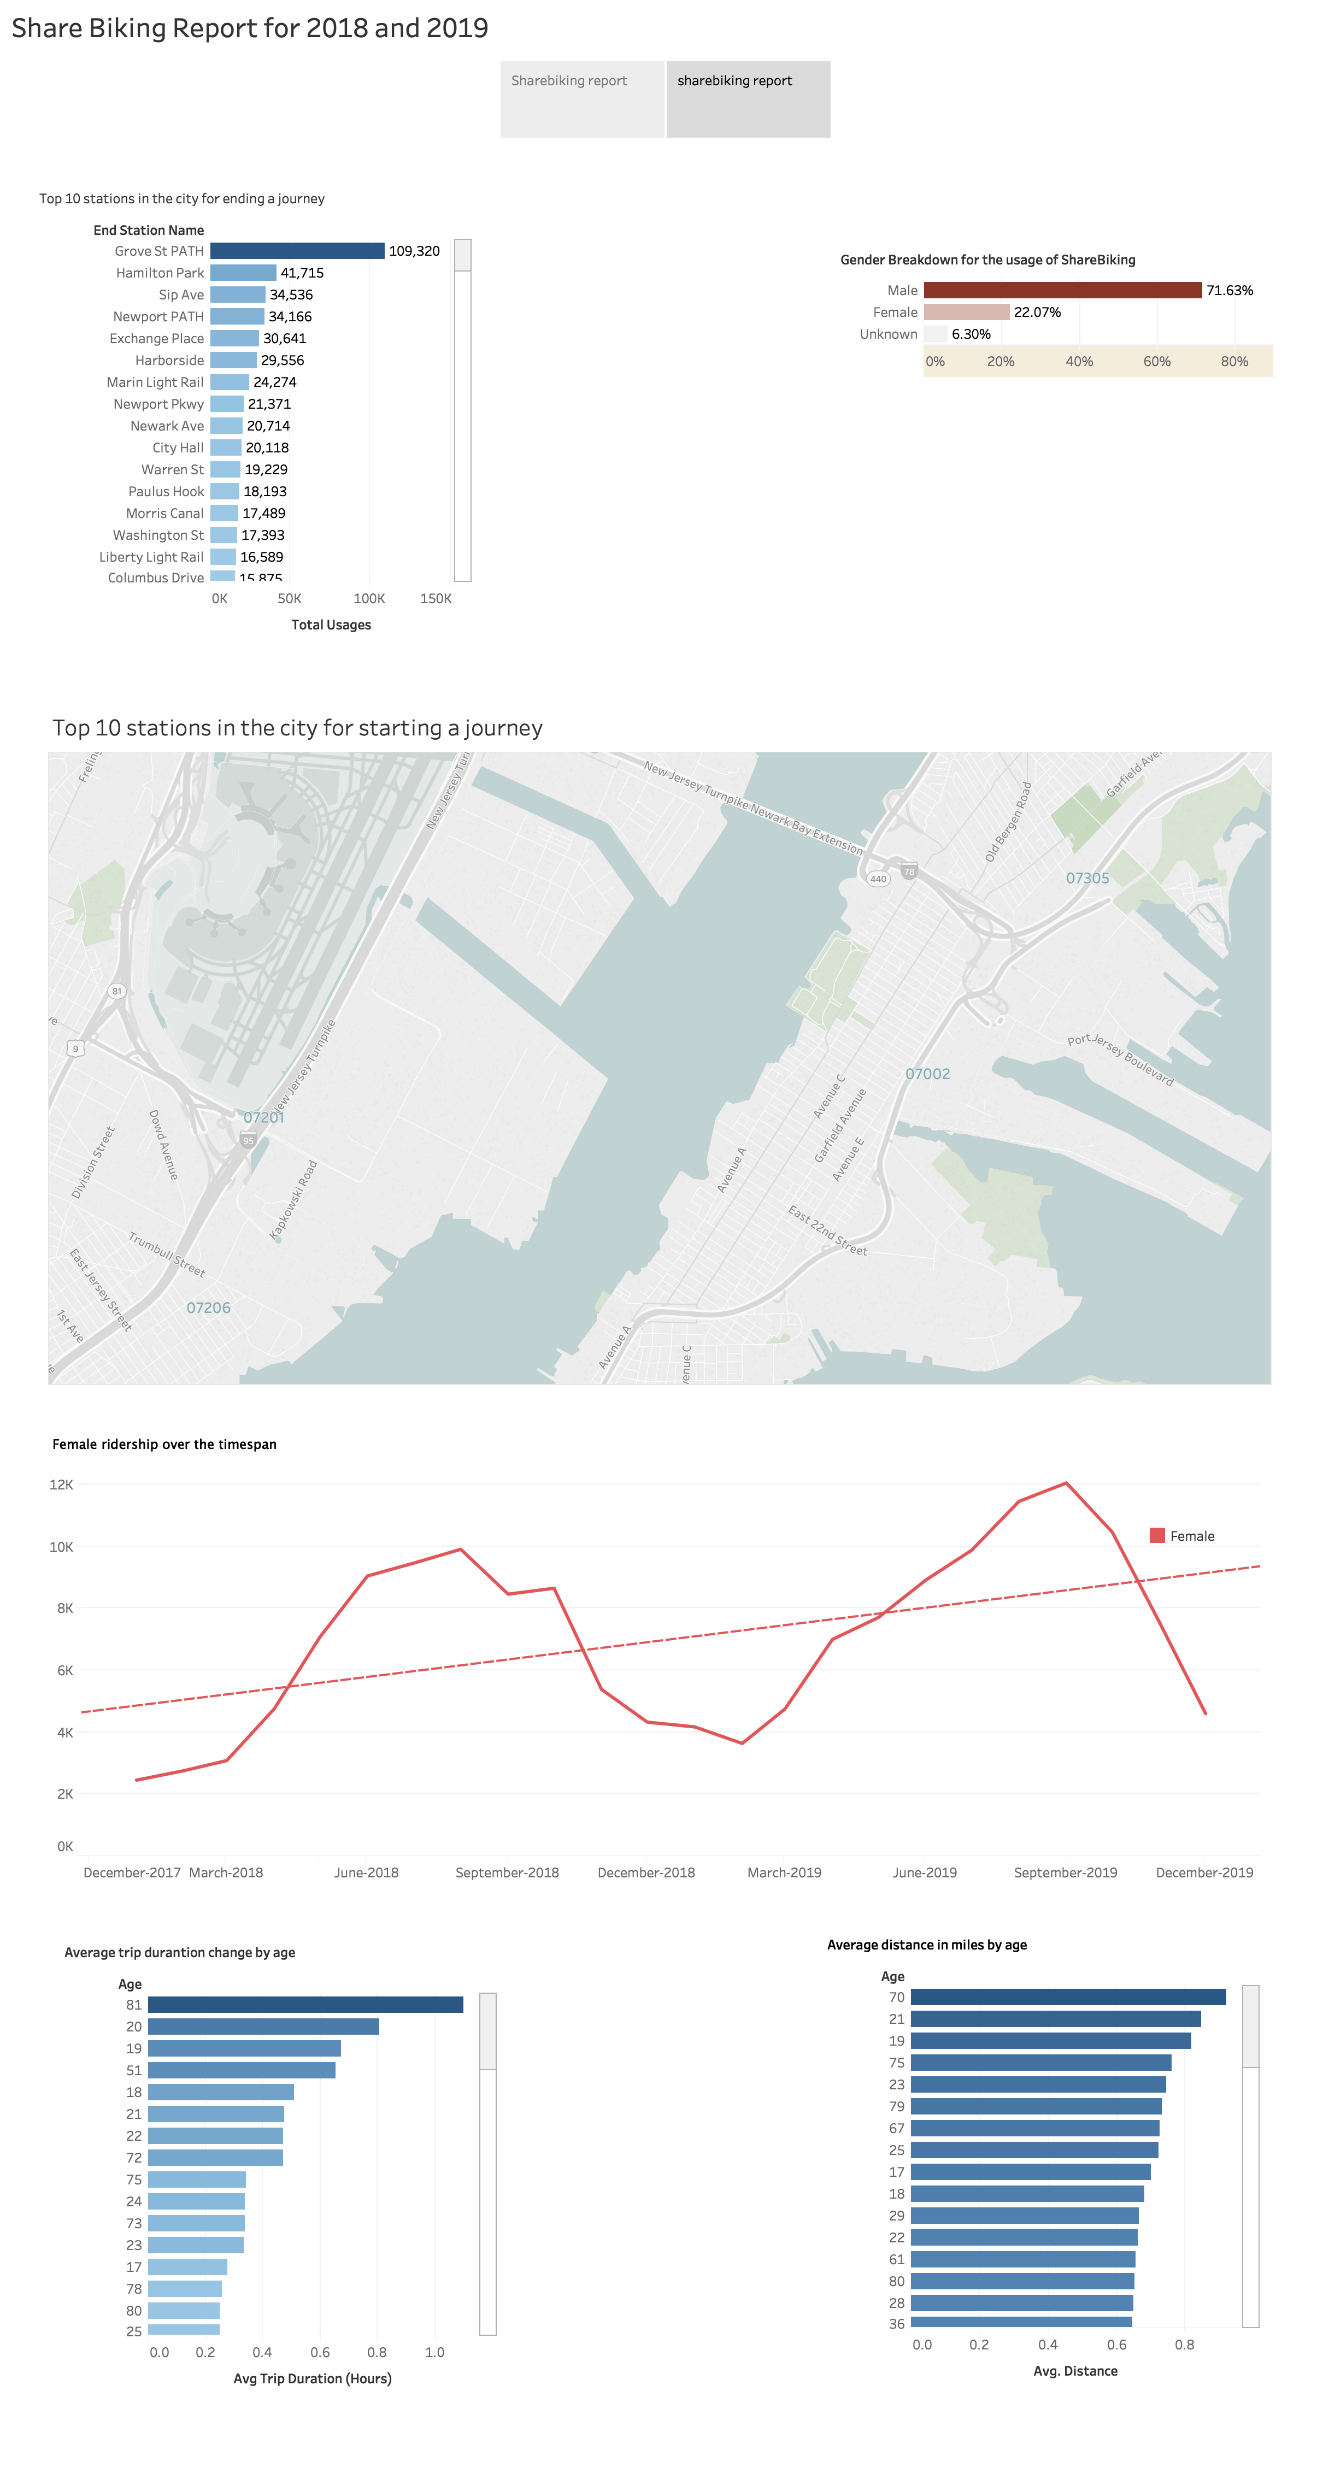 Share Biking Report for 2018 and 2019
Sharebiking report
sharebiking report
Top 10 stations in the city for ending a journey
End Station Name
Grove St PATH 109,320
Hamilton Park 41,715
Sip Ave 34,536
Newport PATH 34,166
Exchange Place 30,641
Harborside 29,556
Marin Light Rail 24,274
Newport Pkwy 21,371
Newark Ave 20,714
City Hall 20,118
Warren St 19,229
Paulus Hook 18,193
Morris Canal 17,489
Washington St 17,393
Liberty Light Rail 16,589
Columbus Drive 15,875
0K 50K 100K 150K
Total Usages
Gender Breakdown for the usage of ShareBiking
Male 71.63%
Female 22.07%
Unknown 6.30%
0% 20% 40% 60% 80%
Top 10 stations in the city for starting a journey
New Jersey Turnpike Newark Bay Extension
Old Bergen Road
440
78
07305
81
9
New Jersey Turnpike
Port Jersey Boulevard
07002
07201
95
Avenue C
Garfield Avenue
Avenue E
Avenue A
Dowd Avenue
Division Street
Kapkowski Road
East 22nd Street
Trumbull Street
East Jersey Street
07206
1st Ave
Avenue A
Female ridership over the timespan
12K
10K
Female
8K
6K
4K
2K
0K
December-2017 March-2018 June-2018 September-2018 December-2018 March-2019 June-2019 September-2019 December-2019
Average trip durantion change by age
Age
81
20
19
51
18
21
22
72
75
24
73
23
17
78
80
25
0.0 0.2 0.4 0.6 0.8 1.0
Avg Trip Duration (Hours)
Average distance in miles by age
Age
70
21
19
75
23
79
67
25
17
18
29
22
61
80
28
36
0.0 0.2 0.4 0.6 0.8
Avg. Distance